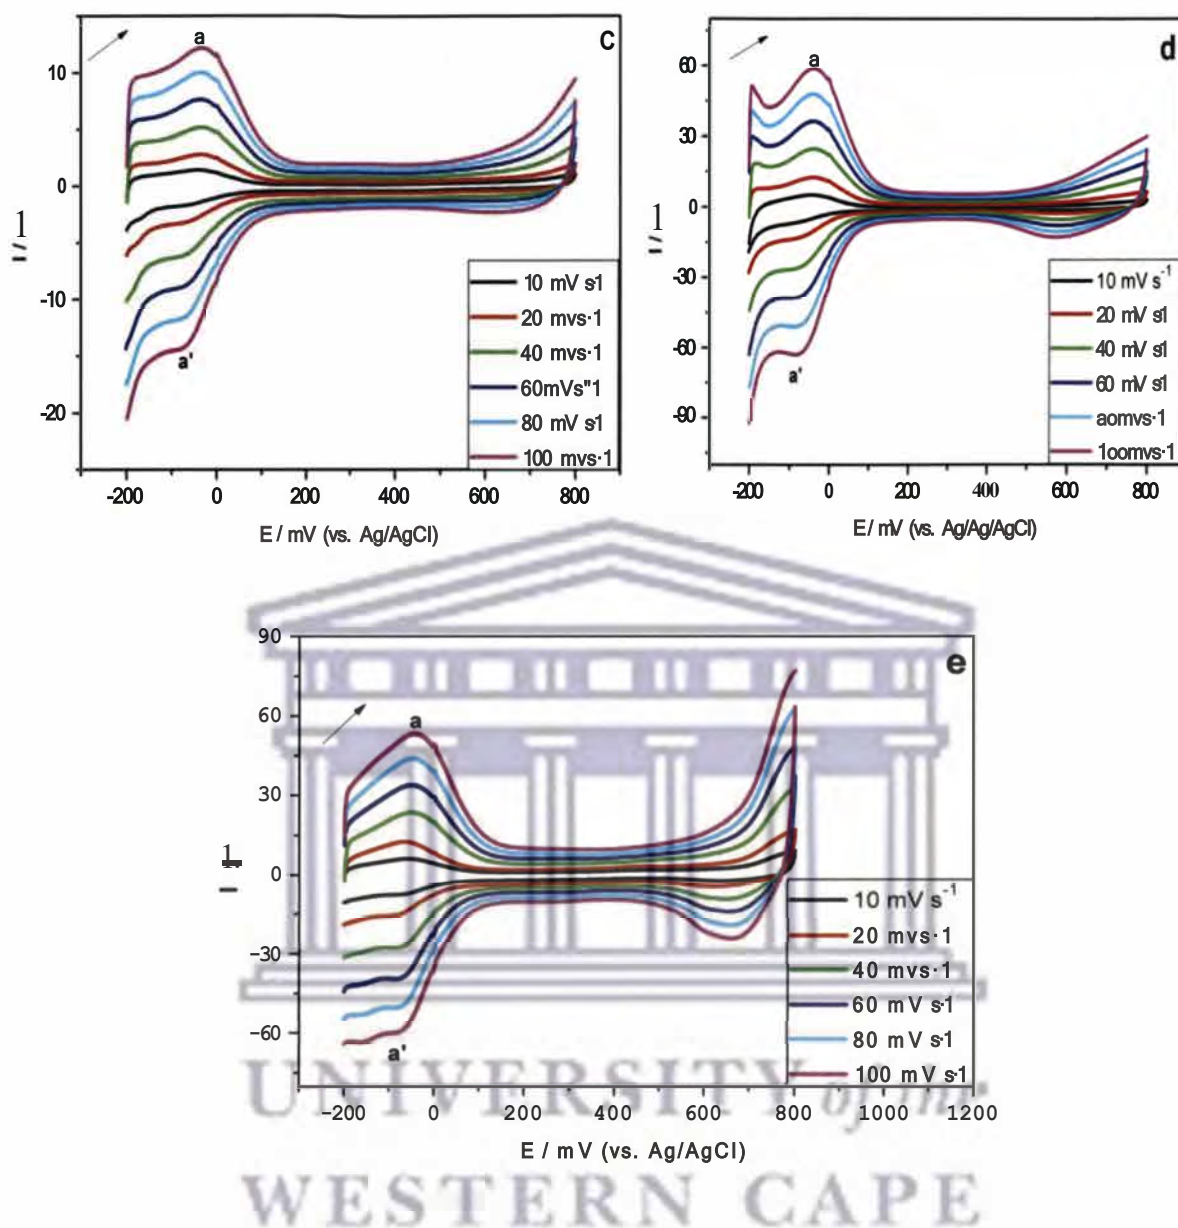 c
a
10
0
-10
-20
I / 1
a'
10 mV s1
20 mvs·1
40 mvs·1
60mVs"1
80 mV s1
100 mvs·1
-200 0 200 400 600 800
E / mV (vs. Ag/AgCl)
d
a
60
30
0
-30
-60
-90
I / 1
a'
10 mV s-1
20 mV s1
40 mV s1
60 mV s1
aomvs·1
1oomvs·1
-200 0 200 400 600 800
E / mV (vs. Ag/Ag/AgCl)
90
e
a
60
30
0
-30
-60
a'
10 mV s-1
20 mvs·1
40 mvs·1
60 mV s·1
80 mV s·1
100 mV s·1
-200 0 200 400 600 800 1000 1200
E / mV (vs. Ag/AgCl)
UNIVERSITY of the
WESTERN CAPE